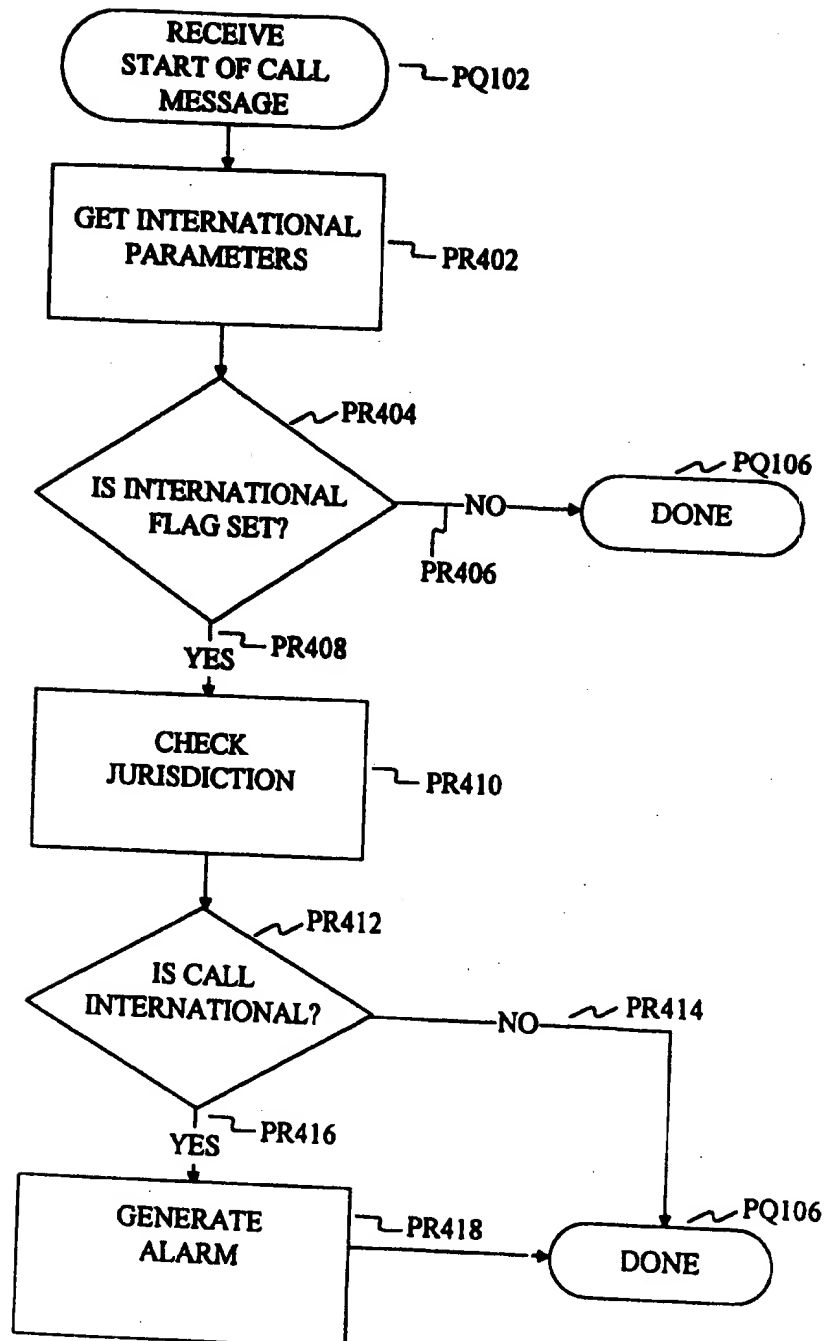 RECEIVE
START OF CALL
MESSAGE
PQ102
GET INTERNATIONAL
PARAMETERS
PR402
PR404
IS INTERNATIONAL
FLAG SET?
NO
PR406
PQ106
DONE
PR408
YES
CHECK
JURISDICTION
PR410
PR412
IS CALL
INTERNATIONAL?
NO
PR414
PR416
YES
GENERATE
ALARM
PR418
PQ106
DONE